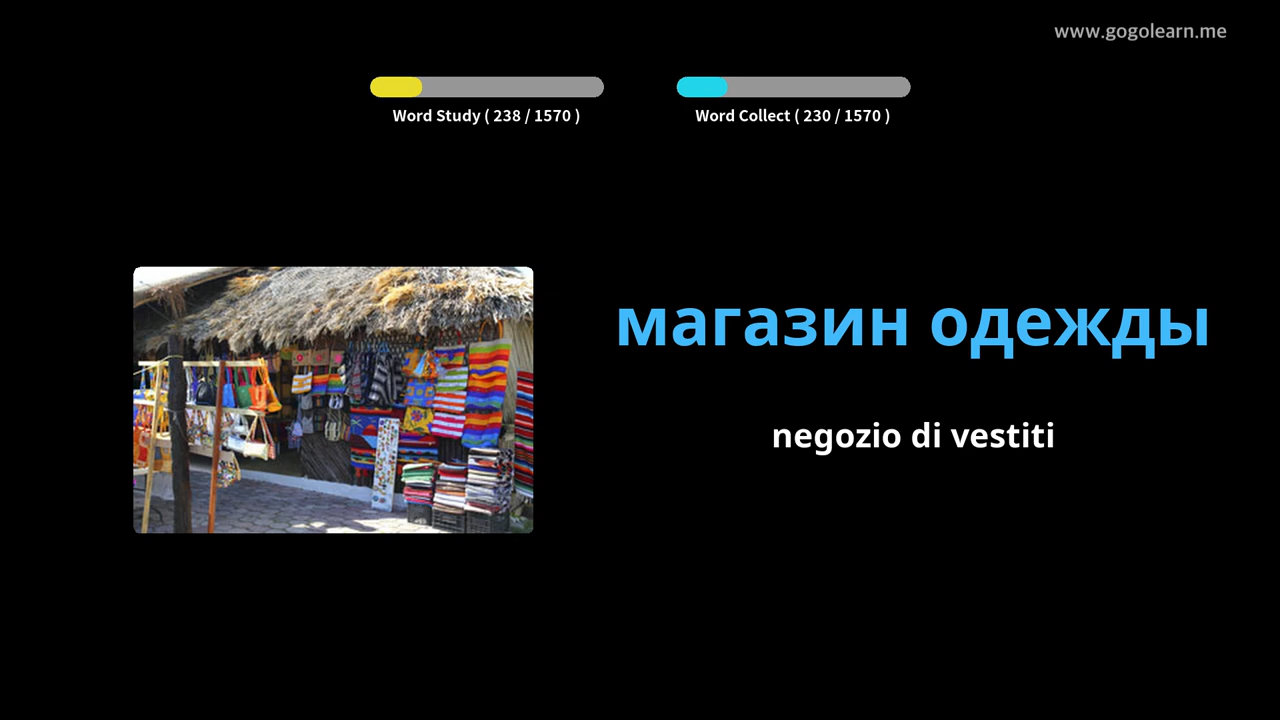 www.gogolearn.me
Word Study ( 238 / 1570 )
Word Collect ( 230 / 1570 )
магазин одежды
negozio di vestiti